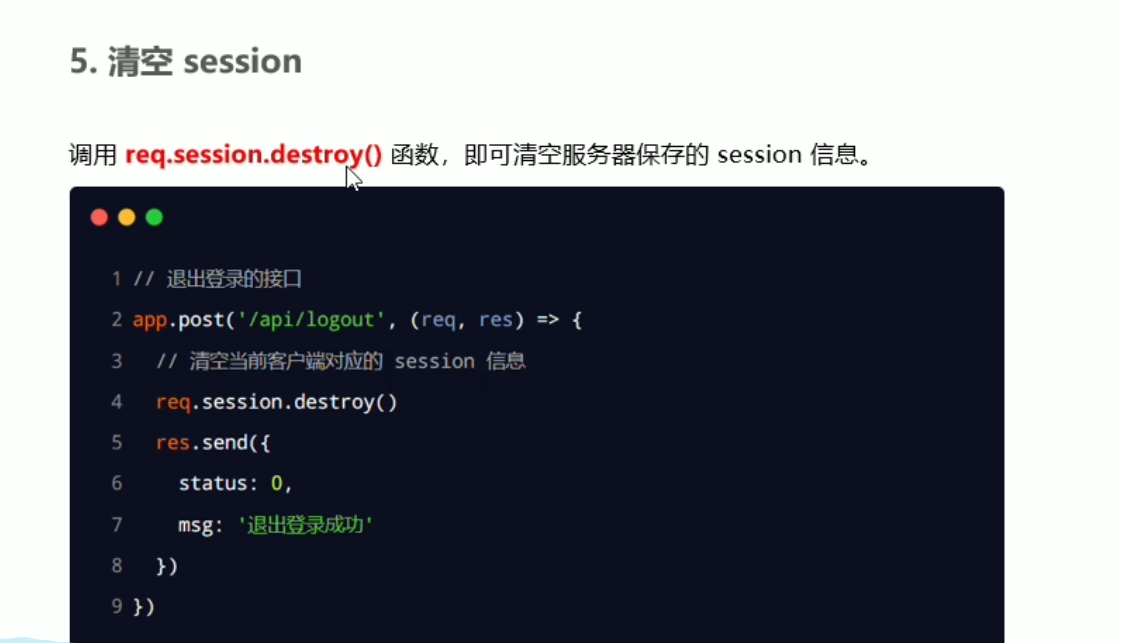 5. 清空 session
调用 req.session.destroy() 函数，即可清空服务器保存的 session 信息。
1 // 退出登录的接口
2 app.post('/api/logout', (req, res) => {
3 // 清空当前客户端对应的 session 信息
4 req.session.destroy()
5 res.send({
6 status: 0,
7 msg: '退出登录成功'
8 })
9 })